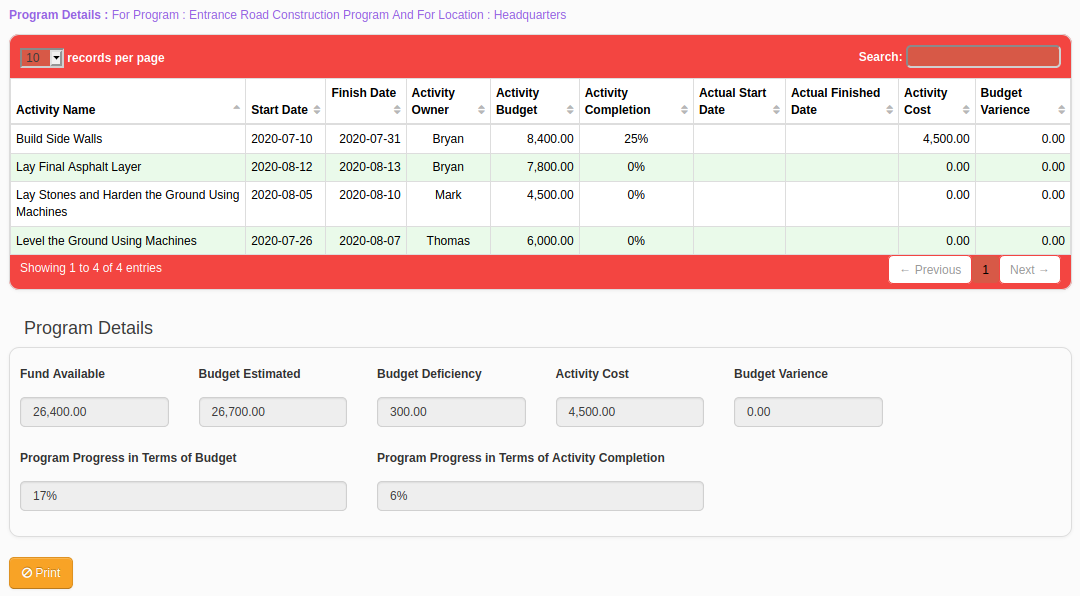 Program Details : For Program : Entrance Road Construction Program And For Location : Headquarters
10 records per page Search:
Activity Name Start Date Finish Date Activity Owner Activity Budget Activity Completion Actual Start Date Actual Finished Date Activity Cost Budget Varience
Build Side Walls 2020-07-10 2020-07-31 Bryan 8,400.00 25% 4,500.00 0.00
Lay Final Asphalt Layer 2020-08-12 2020-08-13 Bryan 7,800.00 0% 0.00 0.00
Lay Stones and Harden the Ground Using 2020-08-05 2020-08-10 Mark 4,500.00 0% 0.00 0.00
Machines
Level the Ground Using Machines 2020-07-26 2020-08-07 Thomas 6,000.00 0% 0.00 0.00
Showing 1 to 4 of 4 entries ← Previous 1 Next →
Program Details
Fund Available Budget Estimated Budget Deficiency Activity Cost Budget Varience
26,400.00 26,700.00 300.00 4,500.00 0.00
Program Progress in Terms of Budget Program Progress in Terms of Activity Completion
17% 6%
Print